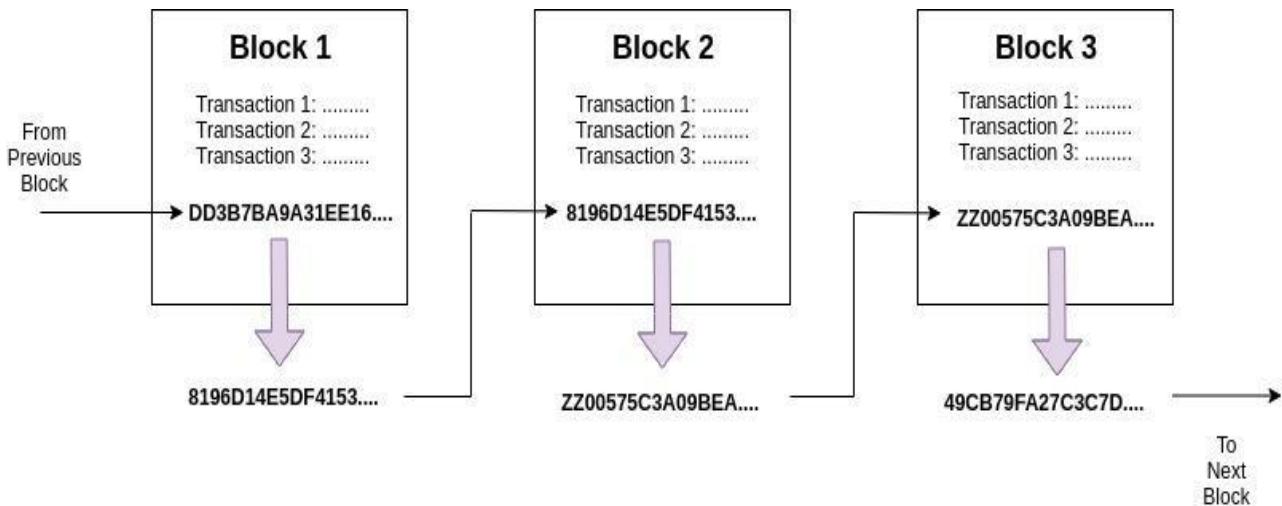 From
Previous
Block
Block 1
Transaction 1: .........
Transaction 2: .........
Transaction 3: .........
DD3B7BA9A31EE16....
8196D14E5DF4153....
Block 2
Transaction 1: .........
Transaction 2: .........
Transaction 3: .........
8196D14E5DF4153....
ZZ00575C3A09BEA....
Block 3
Transaction 1: .........
Transaction 2: .........
Transaction 3: .........
ZZ00575C3A09BEA....
49CB79FA27C3C7D....
To
Next
Block